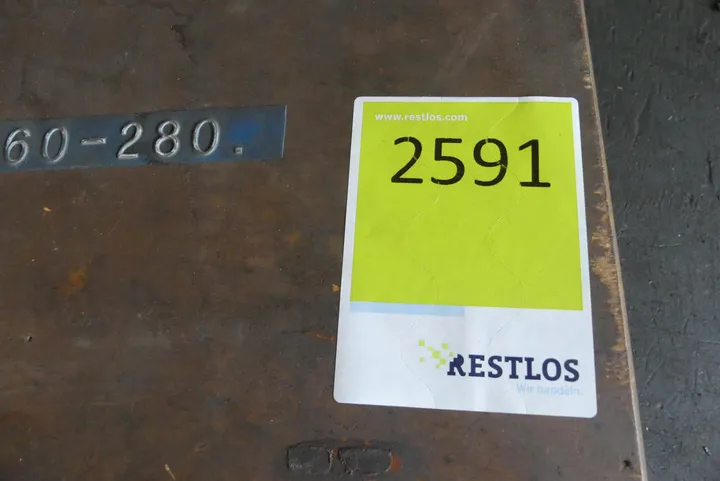 60-280.
www.restlos.com
2591
RESTLOS
Wir handeln.